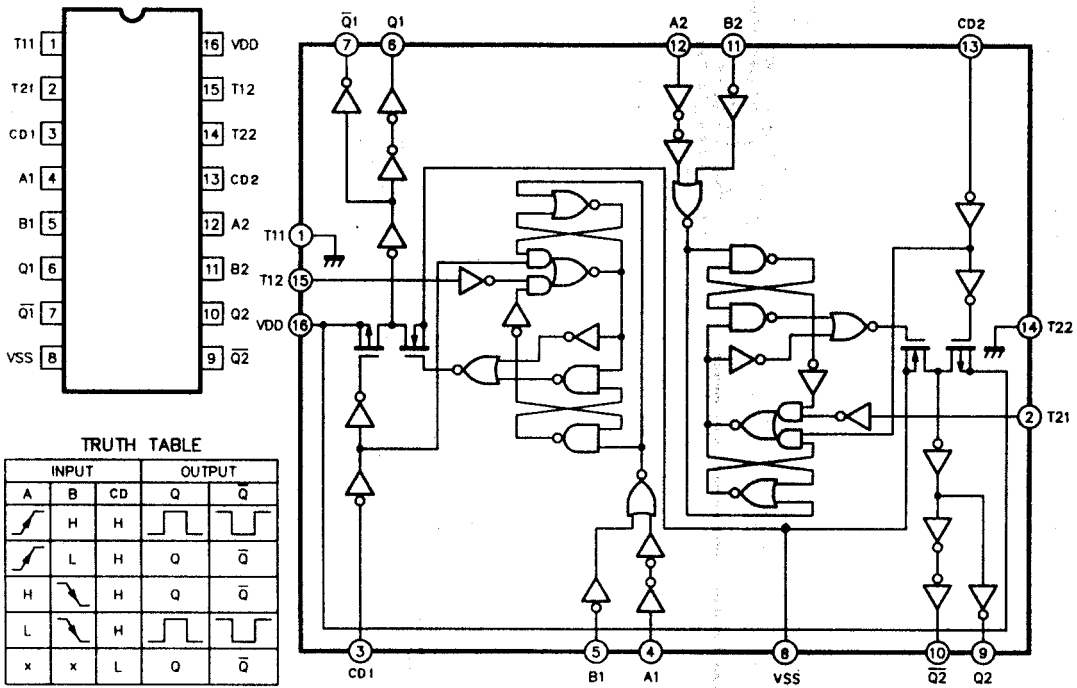 T11 1 16 VDD
T21 2 15 T12
CD1 3 14 T22
A1 4 13 CD2
B1 5 12 A2
Q1 6 11 B2
Q̅1̅ 7 10 Q2
VSS 8 9 Q̅2̅
Q̅1 Q1 A2 B2 CD2
7 6 12 11 13
T11 1
T12 15
VDD 16
14 T22
2 T21
3 5 4 8 10 9
CD1 B1 A1 VSS Q̅2̅ Q2
TRUTH TABLE
INPUT OUTPUT
A B CD Q Q̅
H H
L H Q Q̅
H H Q Q̅
L H
x x L Q Q̅